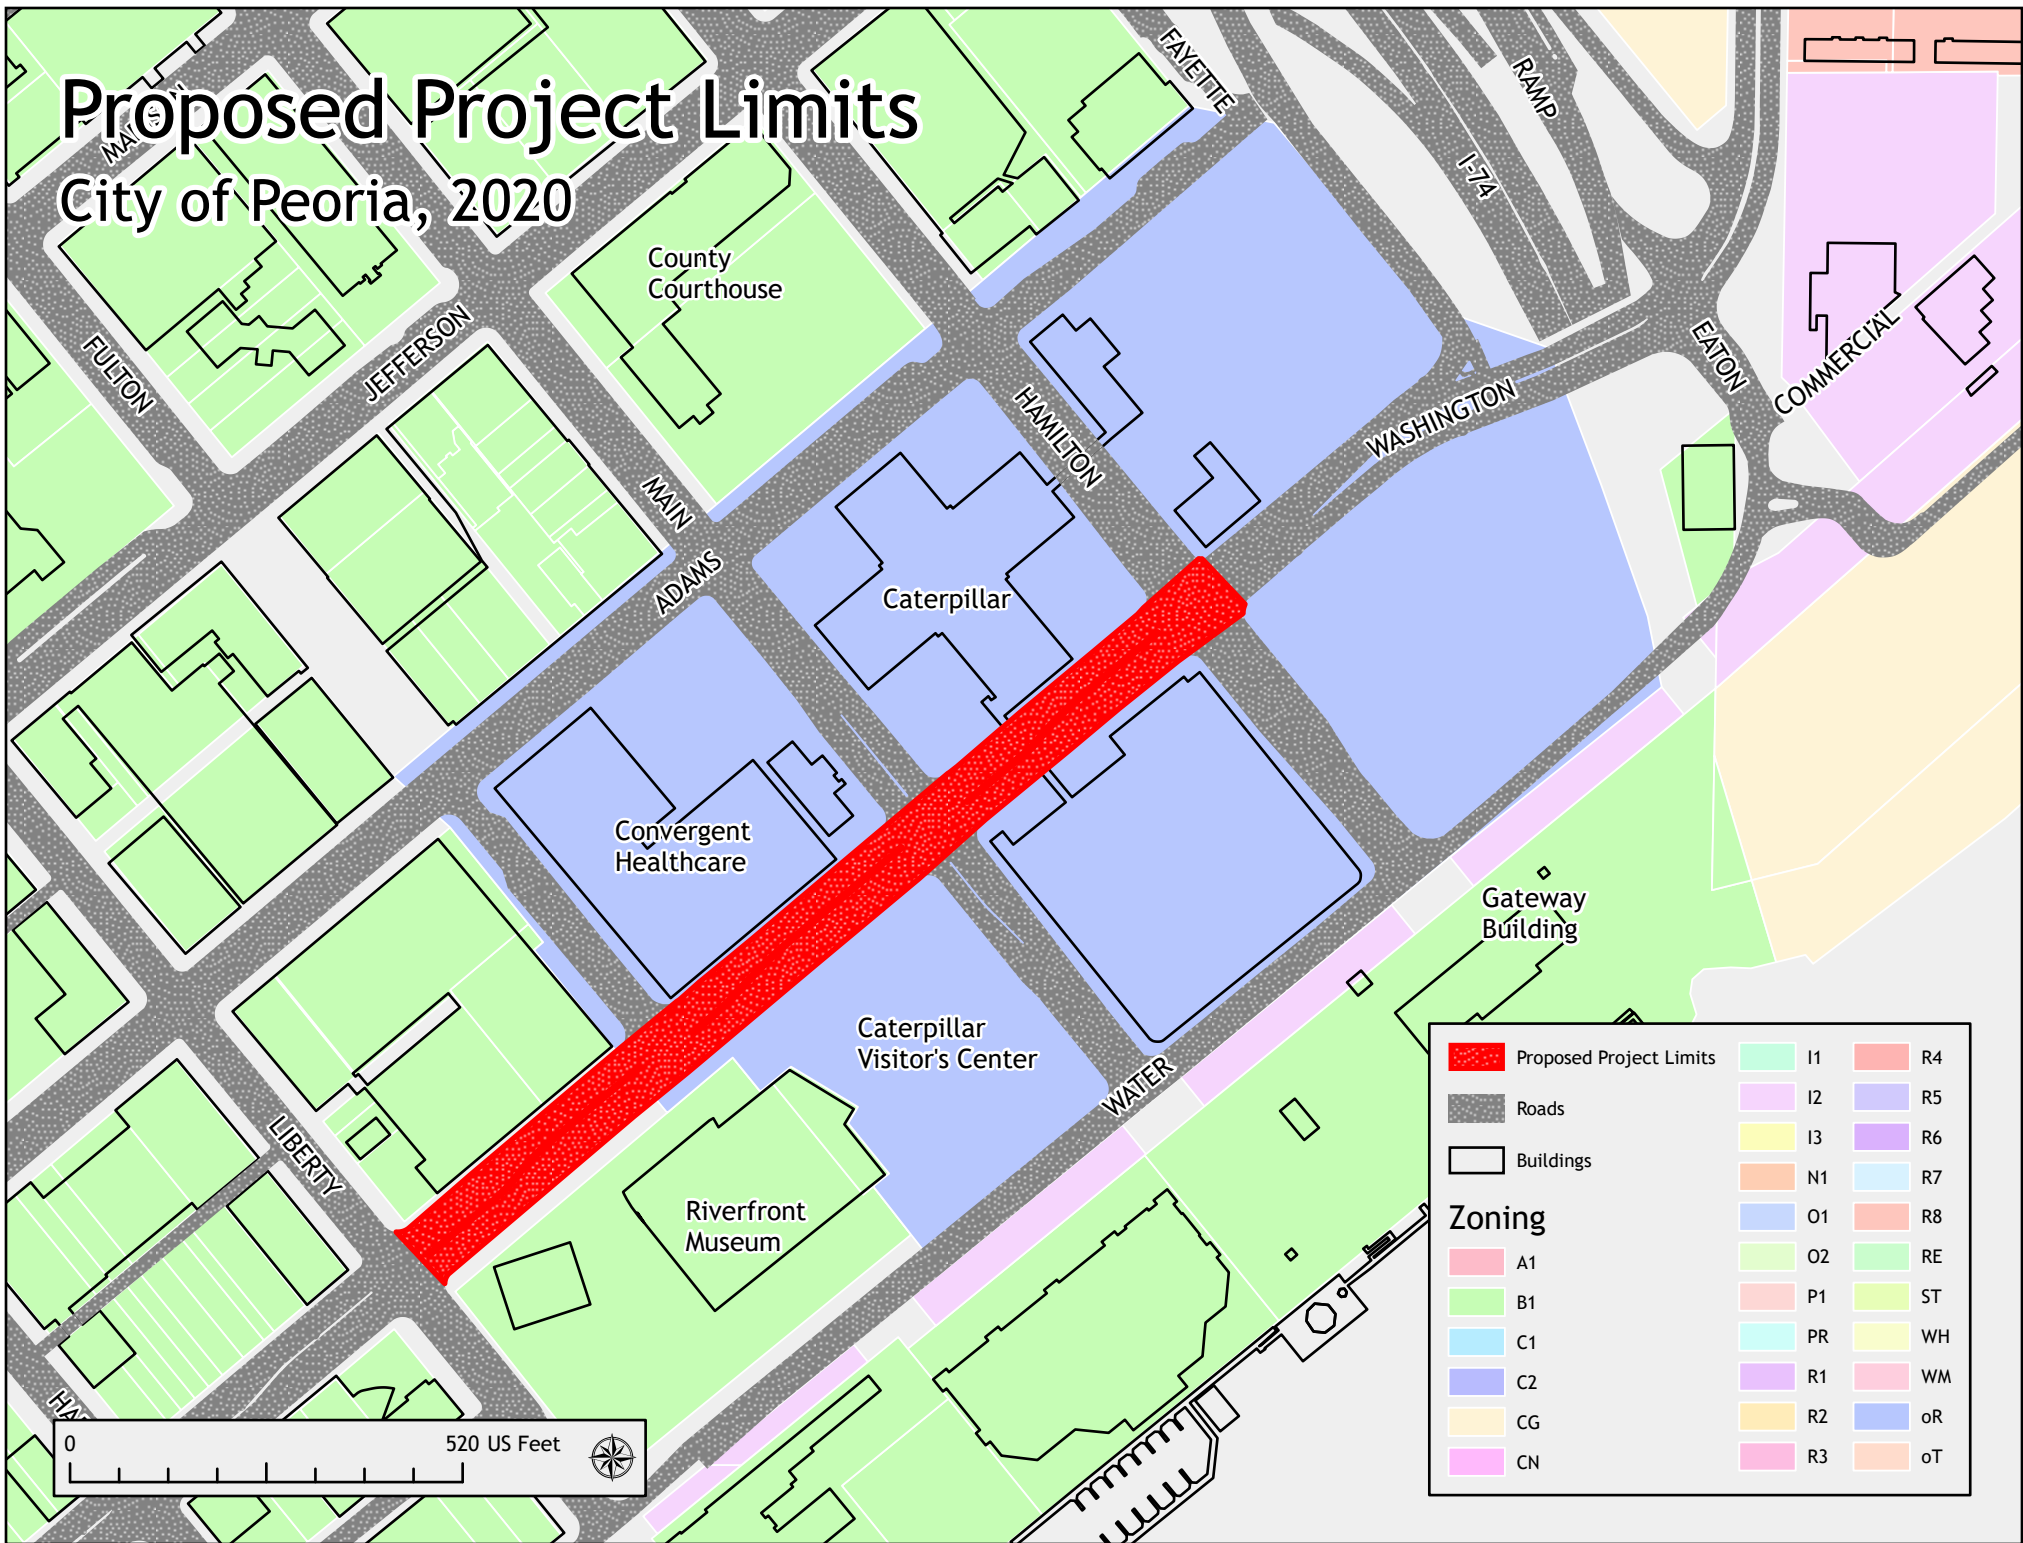 Proposed Project Limits
City of Peoria, 2020
FAYETTE
RAMP
I-74
County
Courthouse
FULTON
JEFFERSON
EATON
COMMERCIAL
HAMILTON
WASHINGTON
MAIN
ADAMS
Caterpillar
Convergent
Healthcare
Gateway
Building
Caterpillar
Visitor's Center
WATER
LIBERTY
Riverfront
Museum
0
520 US Feet
Proposed Project Limits
Roads
Buildings
Zoning
A1
B1
C1
C2
CG
CN
I1
I2
I3
N1
O1
O2
P1
PR
R1
R2
R3
R4
R5
R6
R7
R8
RE
ST
WH
WM
oR
oT